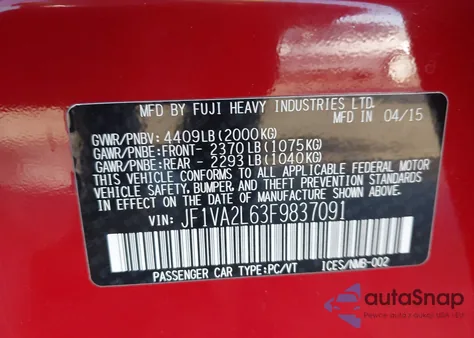 MFD BY FUJI HEAVY INDUSTRIES LTD.
MFD IN 04/15
GVWR/PNBV: 4409LB(2000KG)
GAWR/PNBE:FRONT- 2370LB(1075KG)
GAWR/PNBE:REAR - 2293LB(1040KG)
THIS VEHICLE CONFORMS TO ALL APPLICABLE FEDERAL MOTOR
VEHICLE SAFETY, BUMPER, AND THEFT PREVENTION STANDARDS
IN EFFECT ON THE DATE OF MANUFACTURE SHOWN ABOVE.
VIN: JF1VA2L63F9837091
PASSENGER CAR TYPE:PC/VT ICES/NMB-002
autaSnap